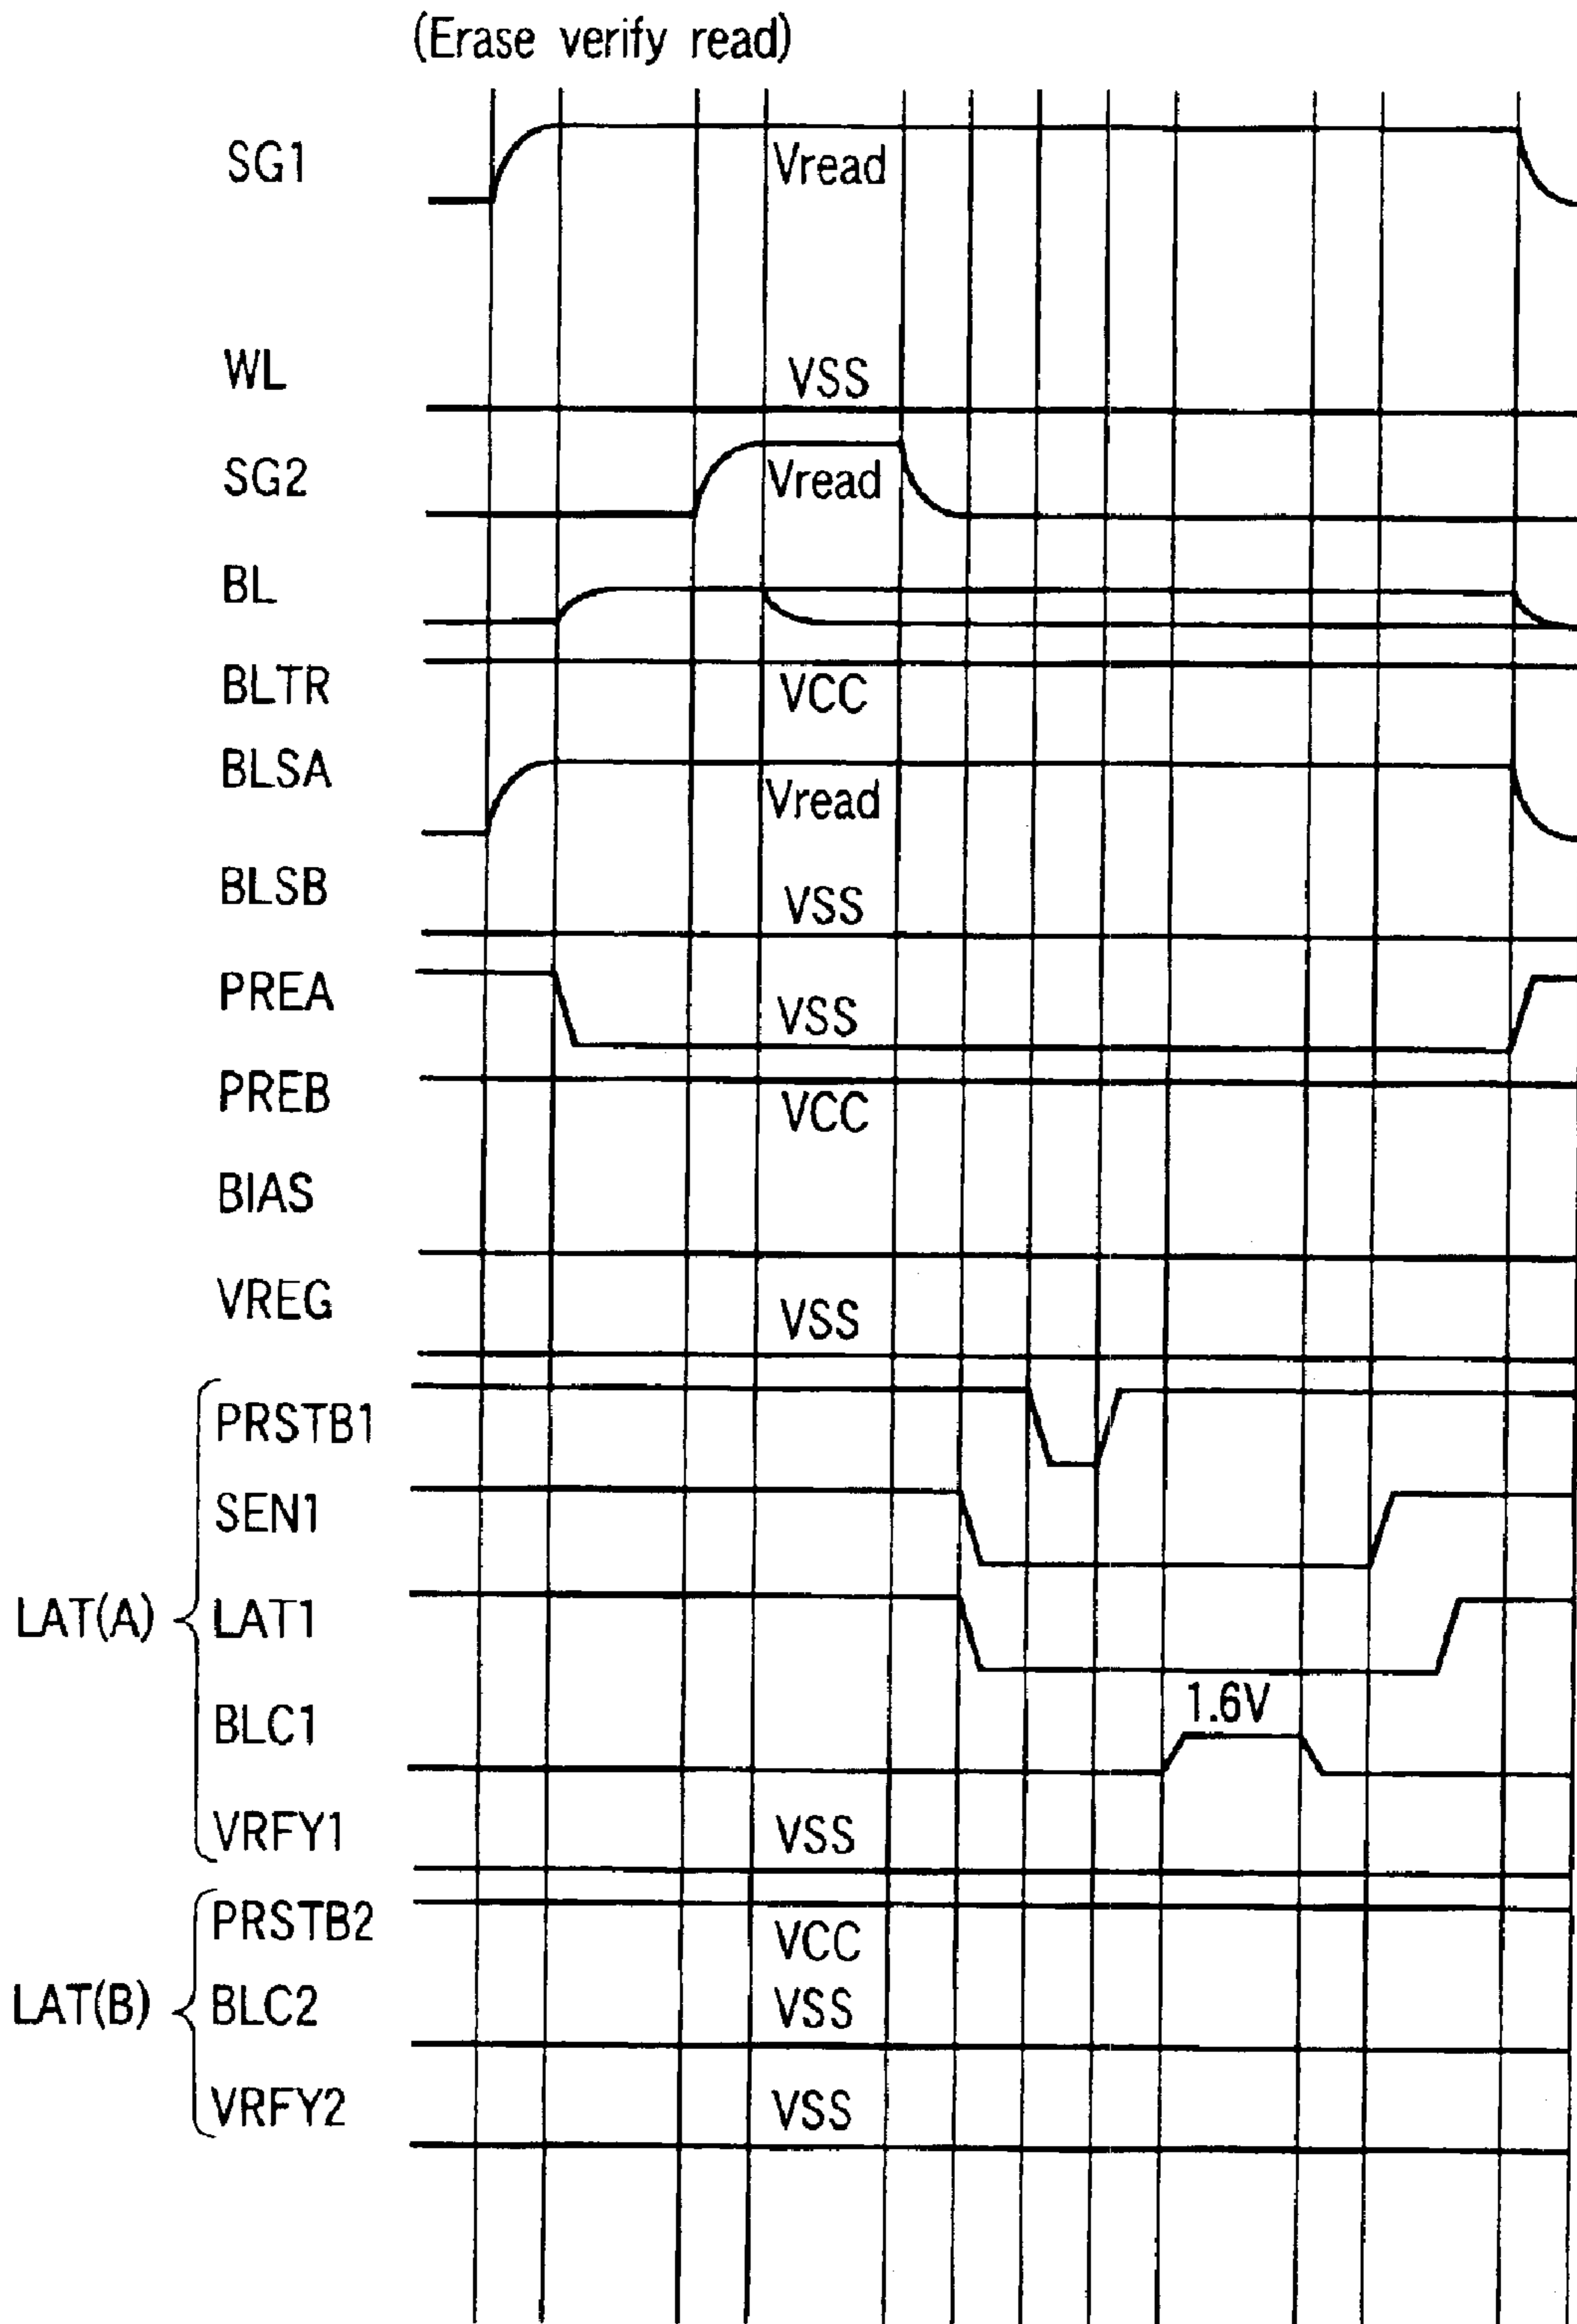 (Erase verify read)
SG1 Vread
WL VSS
SG2 Vread
BL
BLTR VCC
BLSA Vread
BLSB VSS
PREA VSS
PREB VCC
BIAS
VREG VSS
PRSTB1
SEN1
LAT(A) LAT1
BLC1 1.6V
VRFY1 VSS
PRSTB2 VCC
LAT(B) BLC2 VSS
VRFY2 VSS